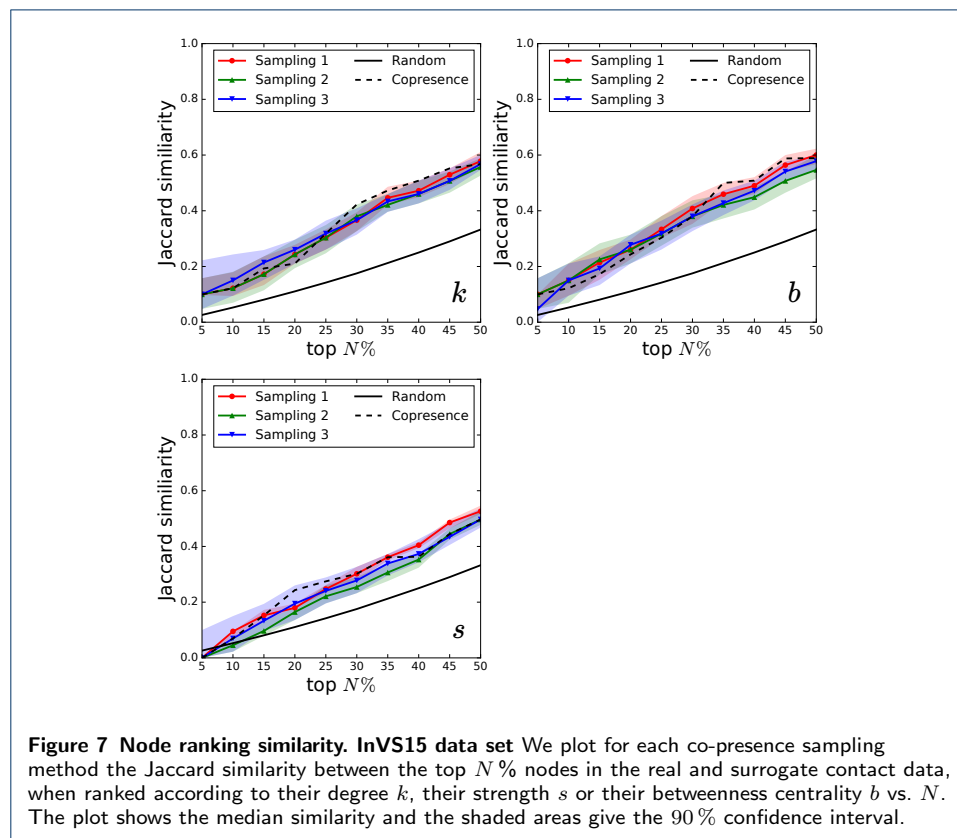 1.0
0.8
0.6
0.4
0.2
0.0
Jaccard similiarity
Sampling 1
Sampling 2
Sampling 3
Random
Copresence
k
5 10 15 20 25 30 35 40 45 50
top N%
1.0
0.8
0.6
0.4
0.2
0.0
Jaccard similiarity
Sampling 1
Sampling 2
Sampling 3
Random
Copresence
b
5 10 15 20 25 30 35 40 45 50
top N%
1.0
0.8
0.6
0.4
0.2
0.0
Jaccard similiarity
Sampling 1
Sampling 2
Sampling 3
Random
Copresence
s
5 10 15 20 25 30 35 40 45 50
top N%
Figure 7 Node ranking similarity. InVS15 data set We plot for each co-presence sampling
method the Jaccard similarity between the top N % nodes in the real and surrogate contact data,
when ranked according to their degree k, their strength s or their betweenness centrality b vs. N.
The plot shows the median similarity and the shaded areas give the 90 % confidence interval.